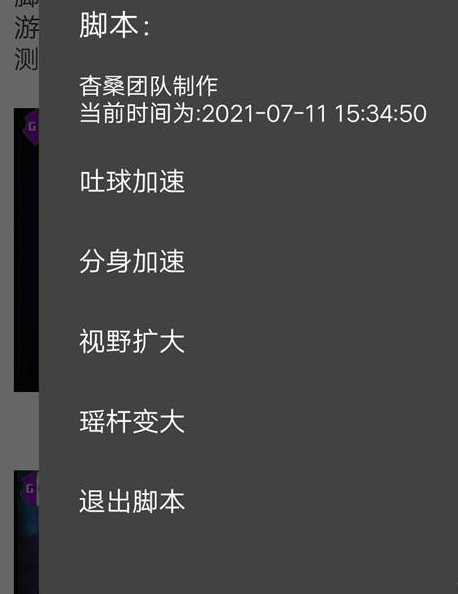 脚
游
测
脚本:
杳桑团队制作
当前时间为:2021-07-11 15:34:50
吐球加速
分身加速
视野扩大
瑶杆变大
退出脚本
G
G